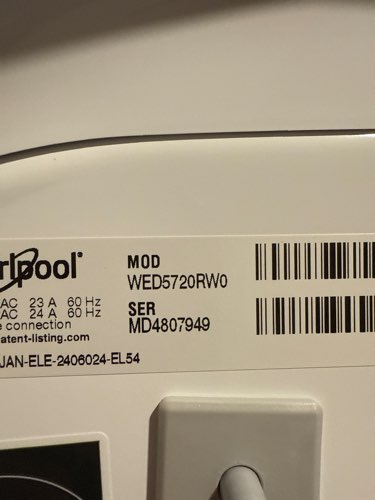 rlpool
MOD
WED5720RW0
AC 23 A 60 Hz
AC 24 A 60 Hz
SER
MD4807949
connection
atent-listing.com
JAN-ELE-2406024-EL54